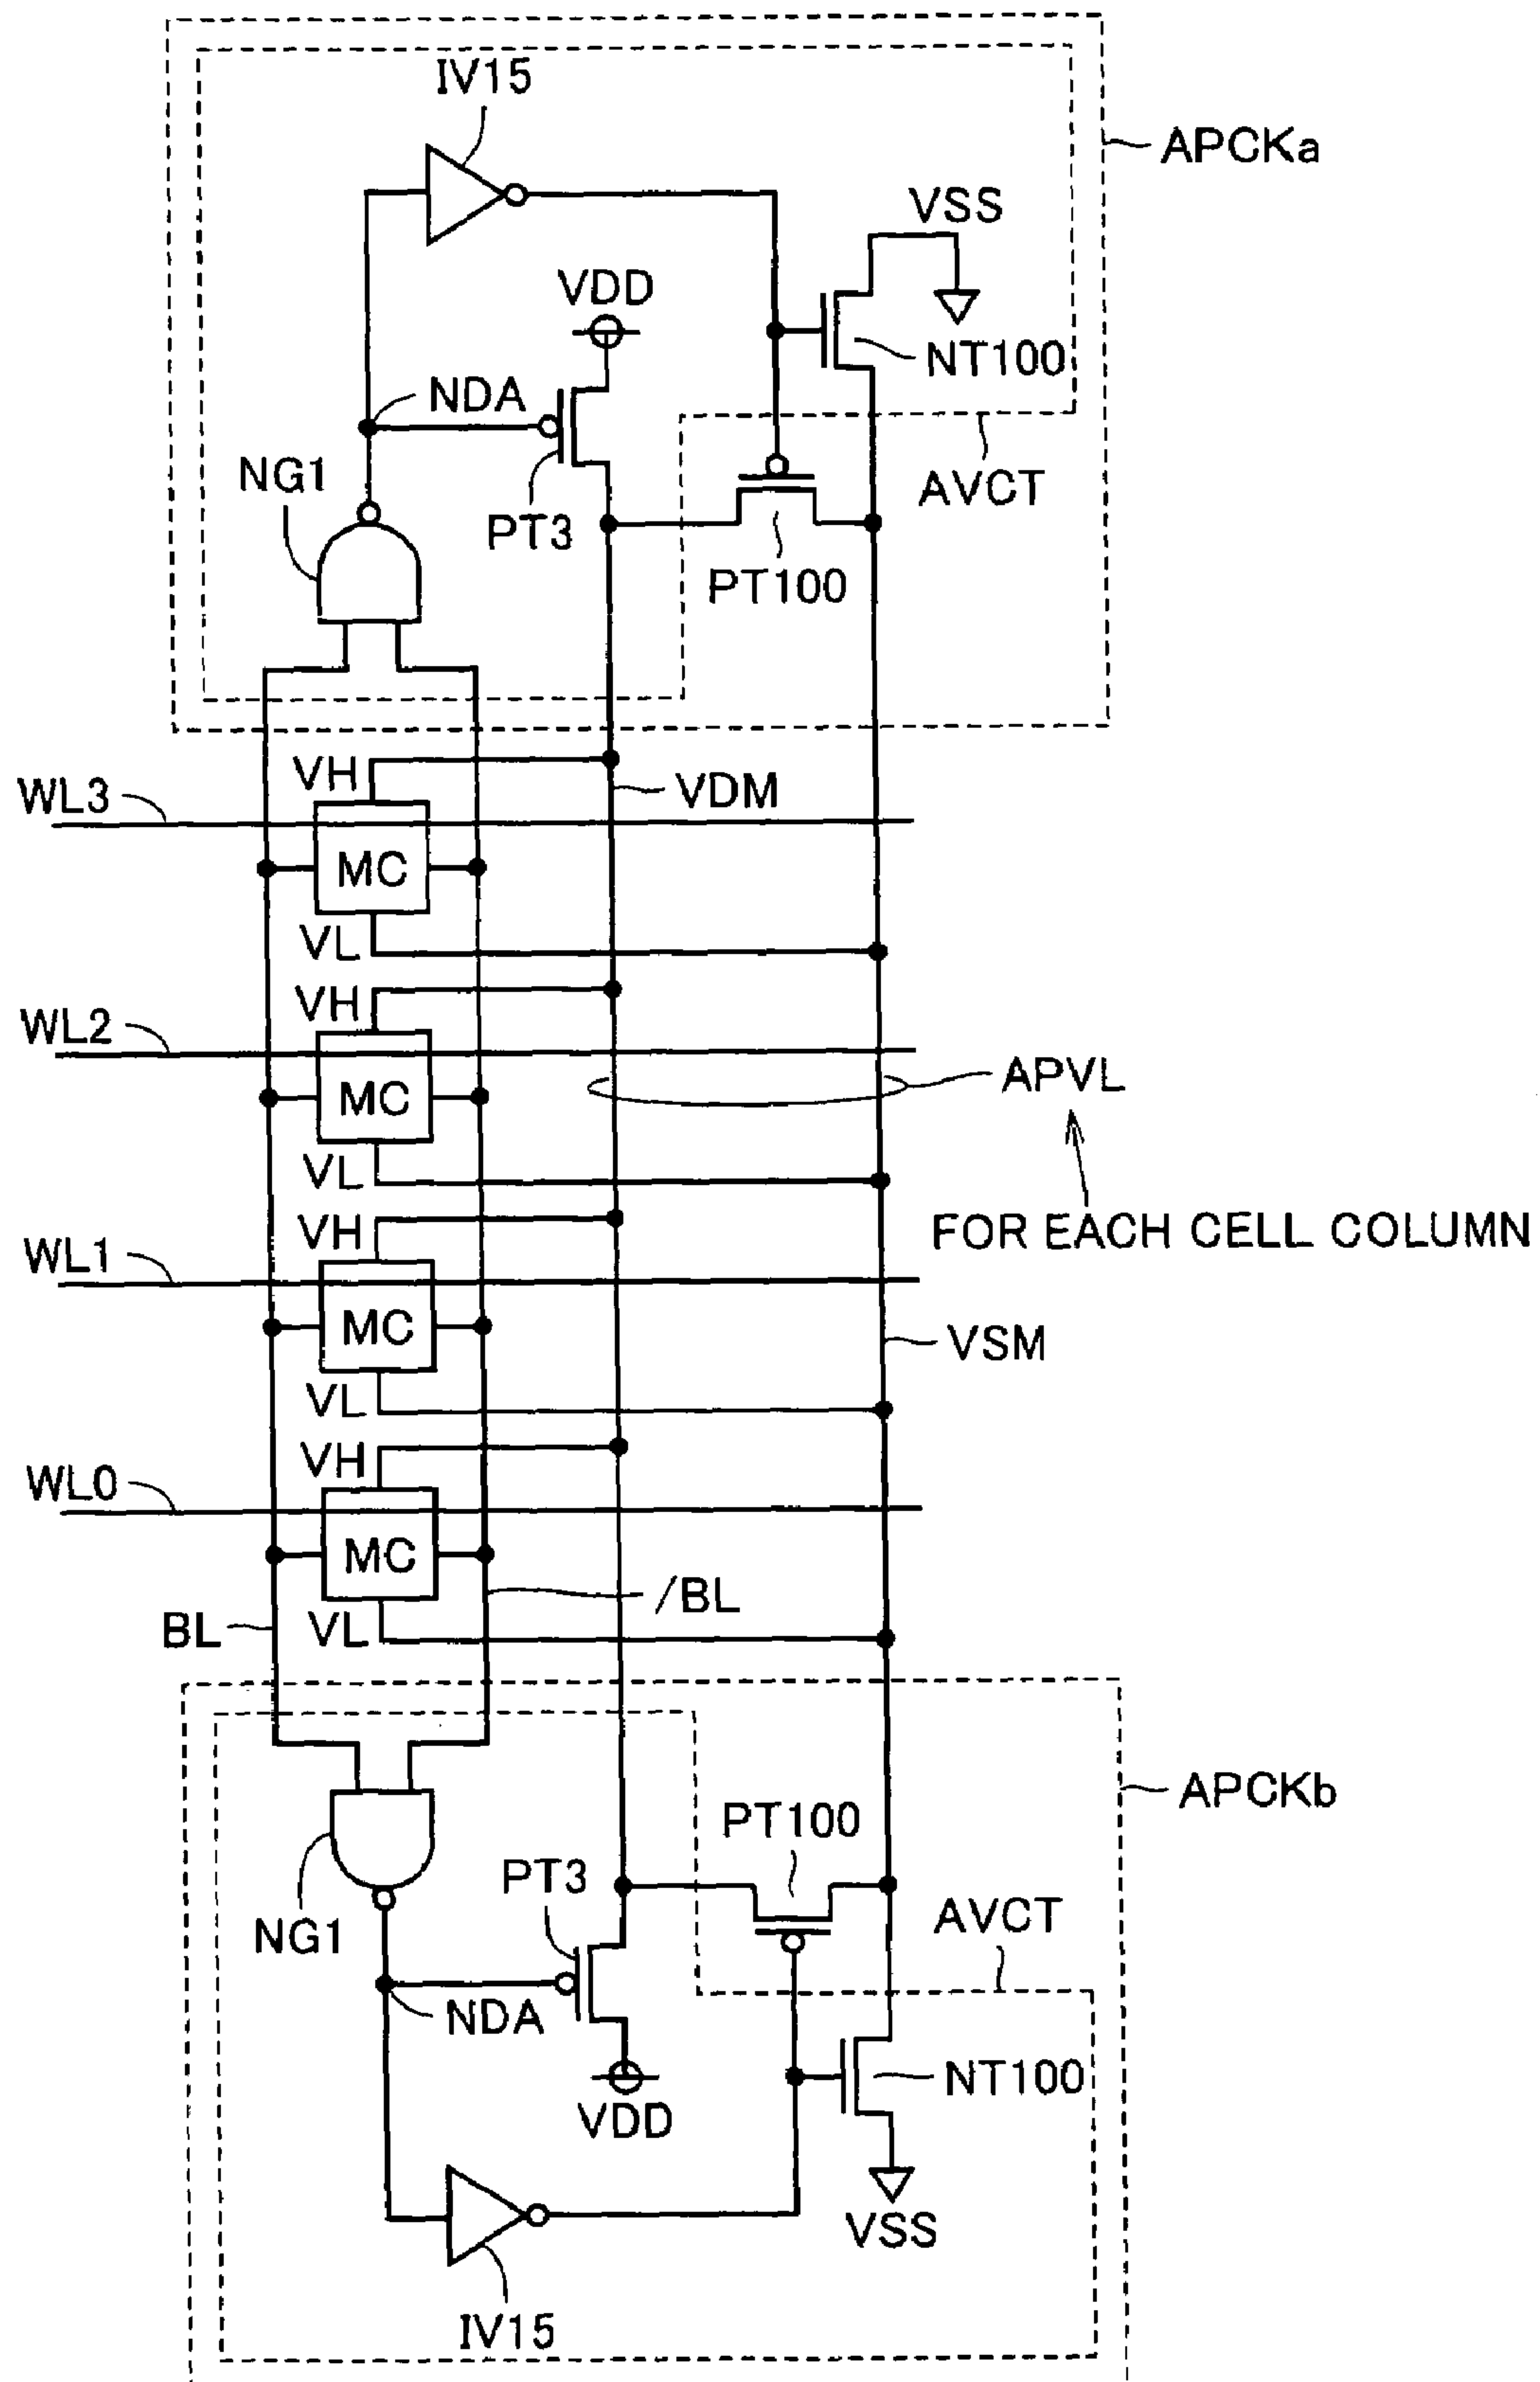 IV15
APCKa
VSS
VDD
NT100
NDA
NG1
AVCT
PT3
PT100
VH
VDM
WL3
MC
VL
VH
WL2
APVL
MC
VL
VH
FOR EACH CELL COLUMN
WL1
MC
VSM
VL
VH
WL0
MC
/BL
BL
VL
APCKb
PT100
PT3
AVCT
NG1
NDA
NT100
VDD
VSS
IV15